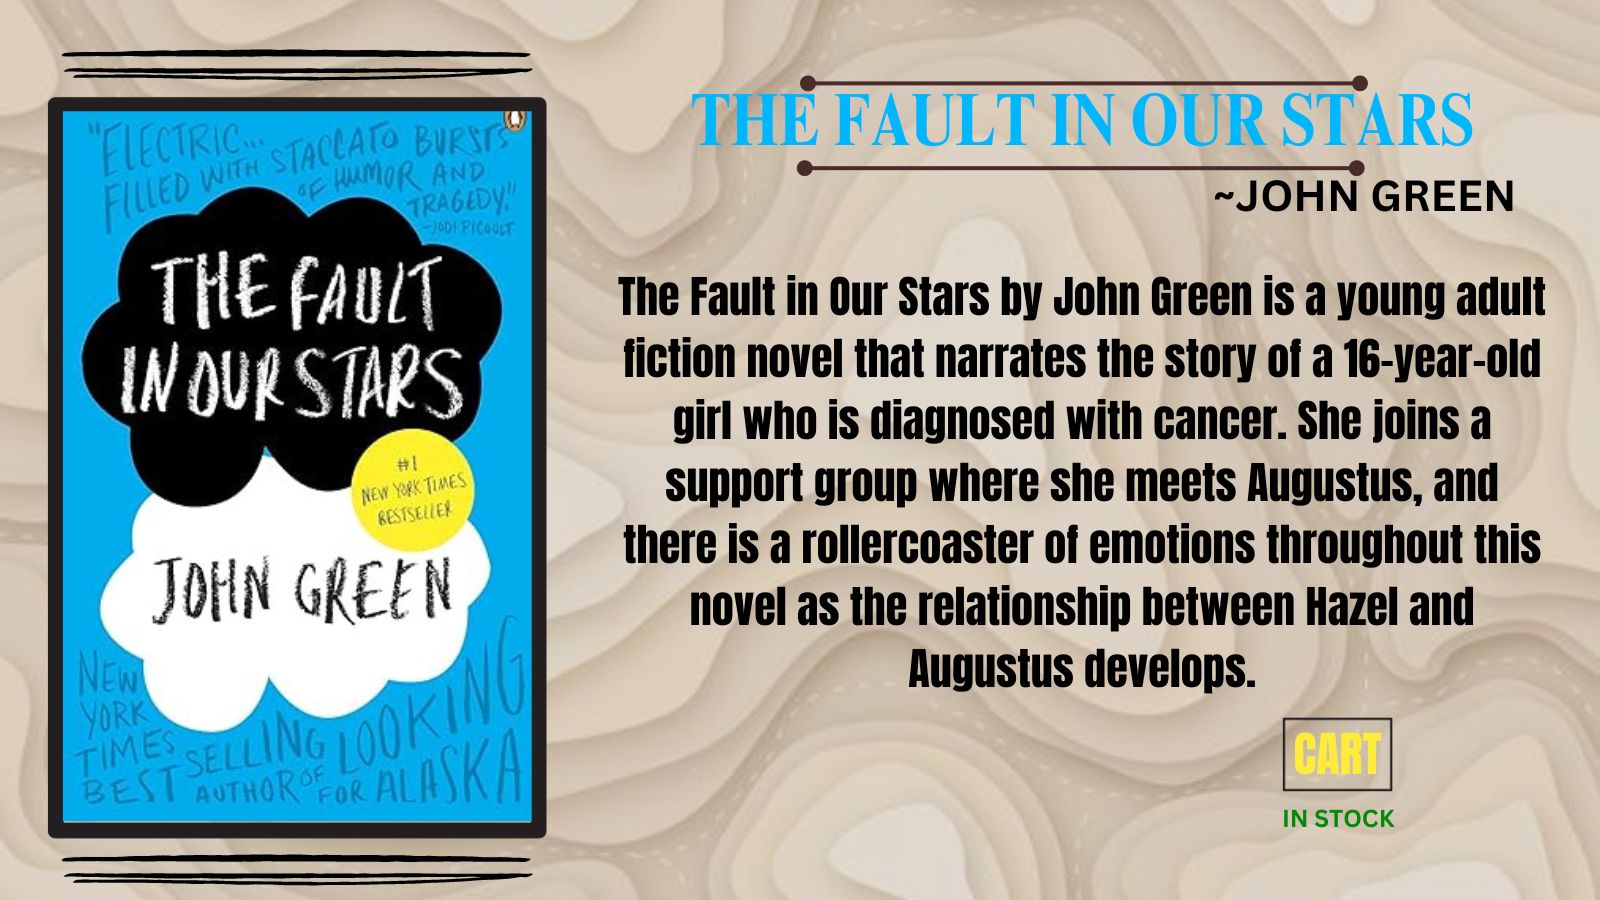 "ELECTRIC...
FILLED WITH STACCATO BURSTS
OF HUMOR AND
TRAGEDY."
-JODI PICOULT
THE FAULT
IN OUR STARS
#1
NEW YORK TIMES
BESTSELLER
JOHN GREEN
NEW
YORK
TIMES
BEST SELLING
AUTHOR OF
LOOKING
FOR ALASKA
THE FAULT IN OUR STARS
~JOHN GREEN
The Fault in Our Stars by John Green is a young adult
fiction novel that narrates the story of a 16-year-old
girl who is diagnosed with cancer. She joins a
support group where she meets Augustus, and
there is a rollercoaster of emotions throughout this
novel as the relationship between Hazel and
Augustus develops.
CART
IN STOCK